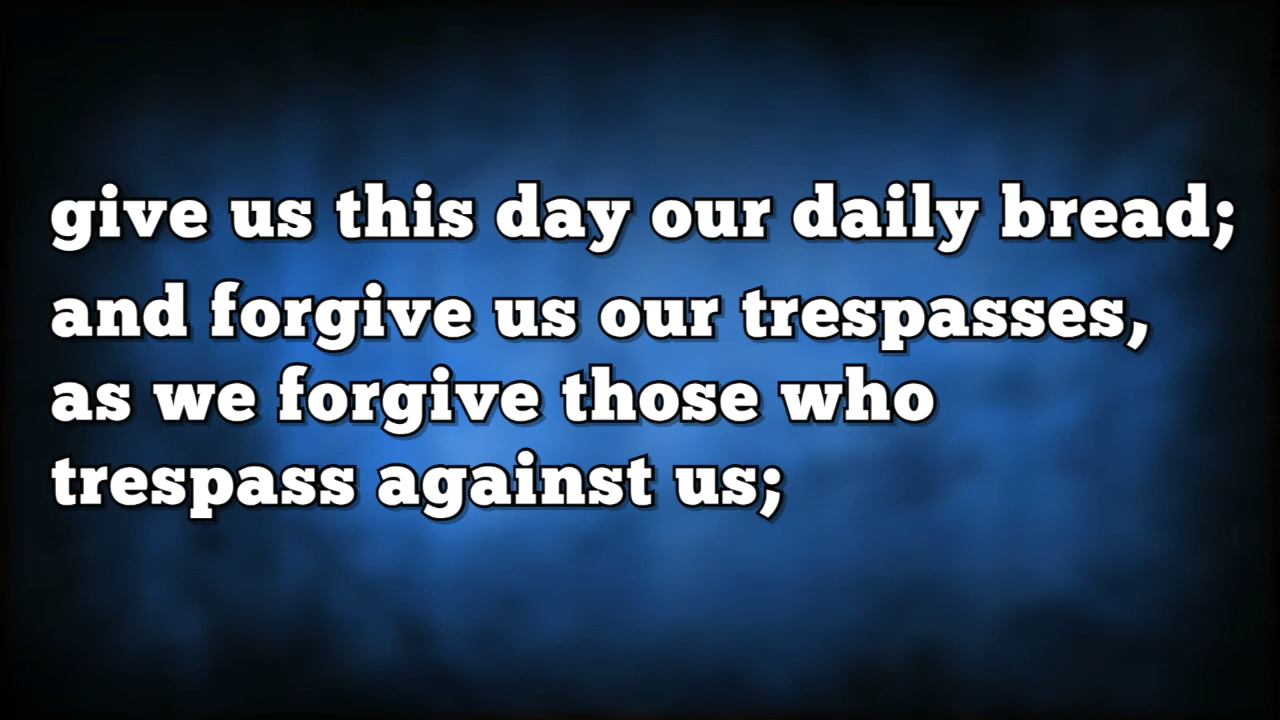 give us this day our daily bread;
and forgive us our trespasses,
as we forgive those who
trespass against us;